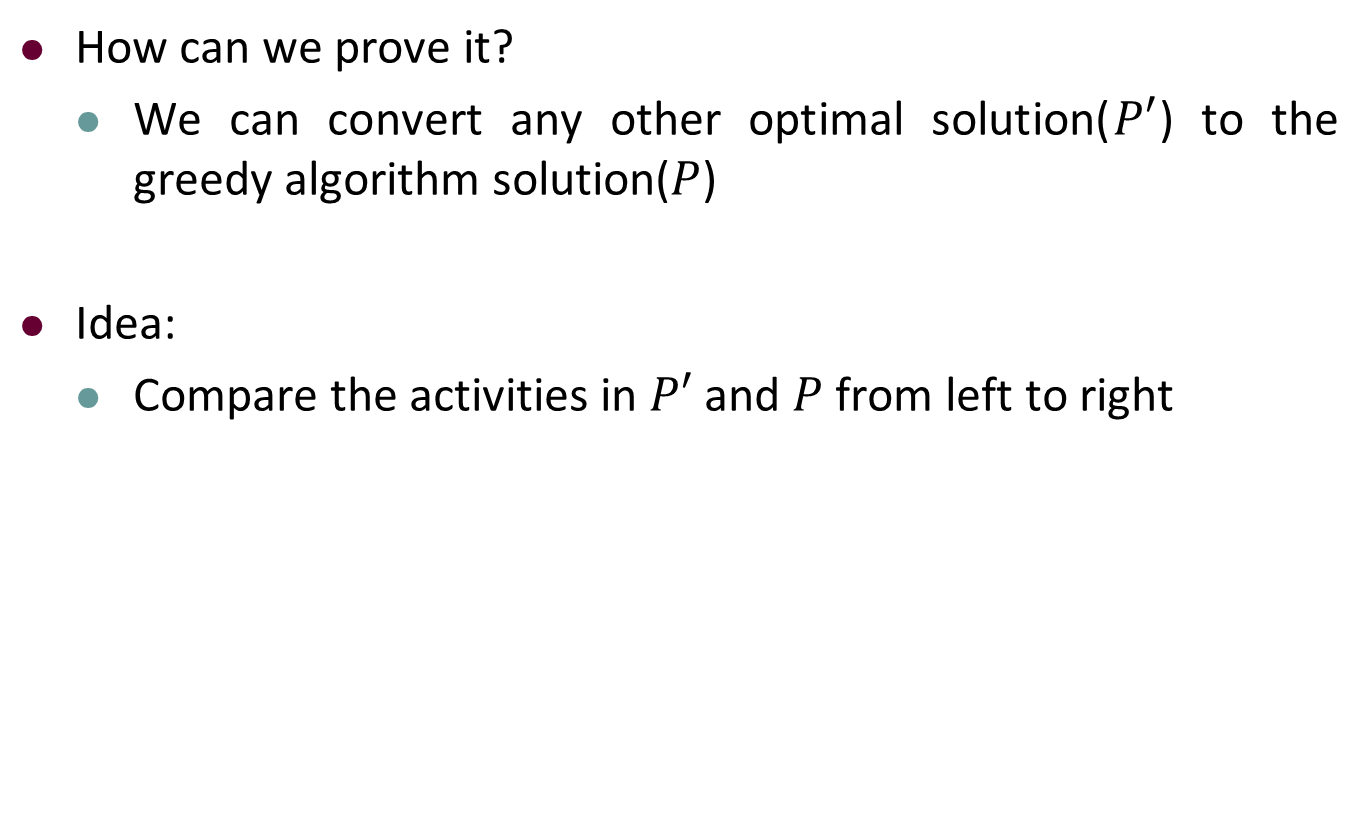 How can we prove it?
We can convert any other optimal solution(P′) to the
greedy algorithm solution(P)
Idea:
Compare the activities in P′ and P from left to right